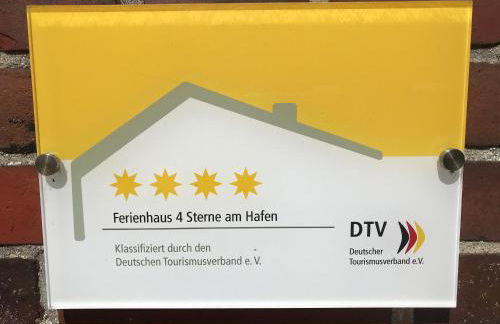 Ferienhaus 4 Sterne am Hafen
Klassifiziert durch den
Deutschen Tourismusverband e. V.
DTV
Deutscher
Tourismusverband e.V.